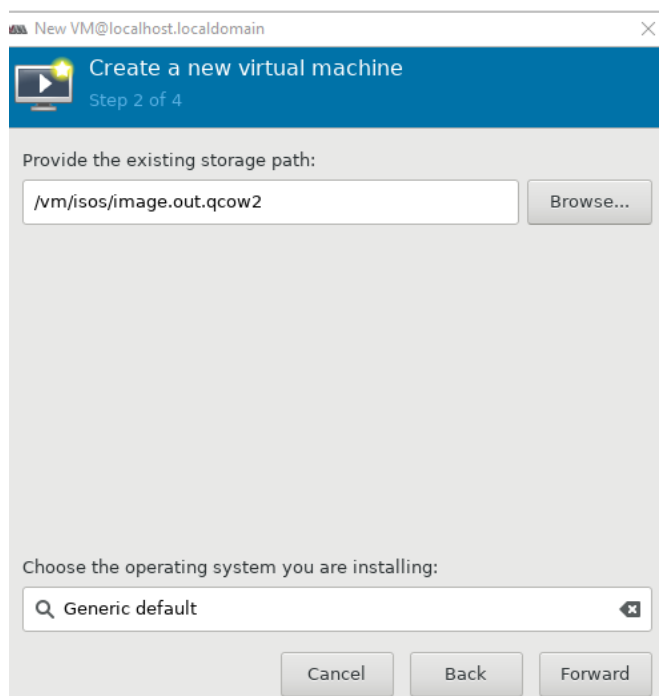 New VM@localhost.localdomain
Create a new virtual machine
Step 2 of 4
Provide the existing storage path:
/vm/isos/image.out.qcow2
Browse...
Choose the operating system you are installing:
Generic default
Cancel Back Forward